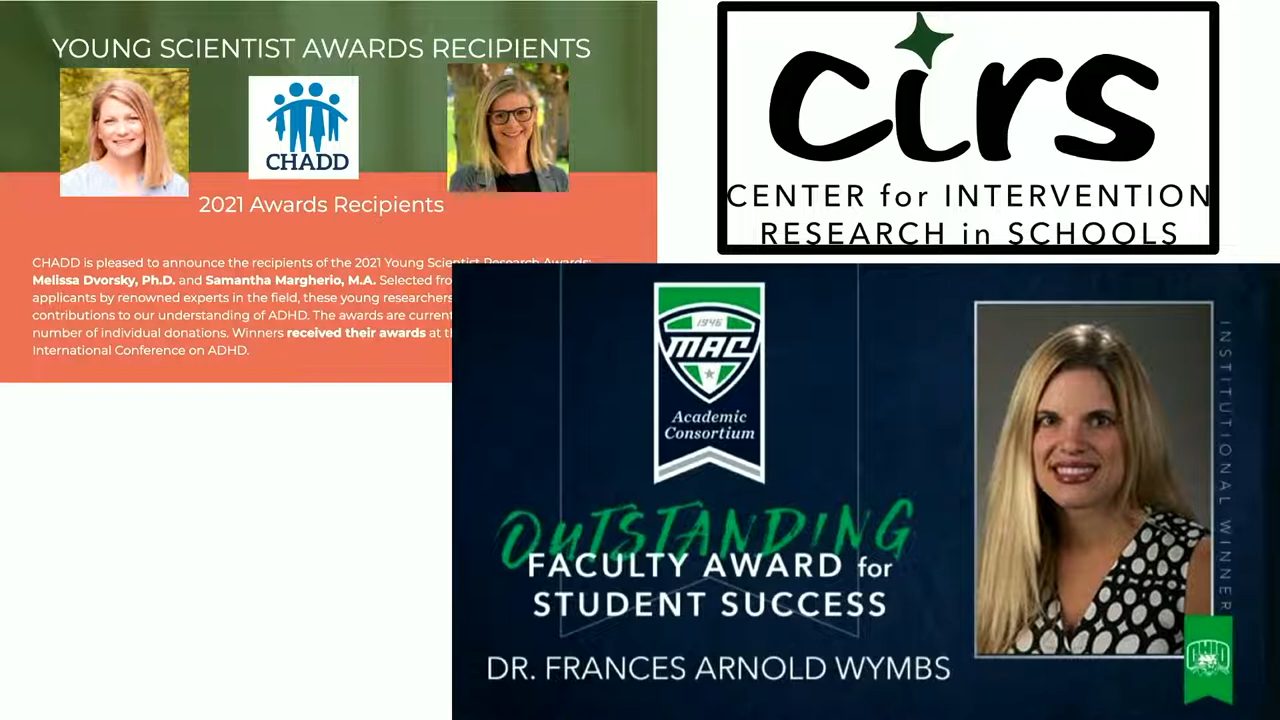 YOUNG SCIENTIST AWARDS RECIPIENTS
CHADD
2021 Awards Recipients
CHADD is pleased to announce the recipients of the 2021 Young Scientist Research Awards:
Melissa Dvorsky, Ph.D. and Samantha Margherio, M.A. Selected
applicants by renowned experts in the field, these young researchers
contributions to our understanding of ADHD. The awards are
number of individual donations. Winners received their awards at
International Conference on ADHD.
cirs
CENTER for INTERVENTION
RESEARCH in SCHOOLS
1946
MAC
Academic
Consortium
OUTSTANDING
FACULTY AWARD for
STUDENT SUCCESS
DR. FRANCES ARNOLD WYMBS
INSTITUTIONAL WINNER
OHIO